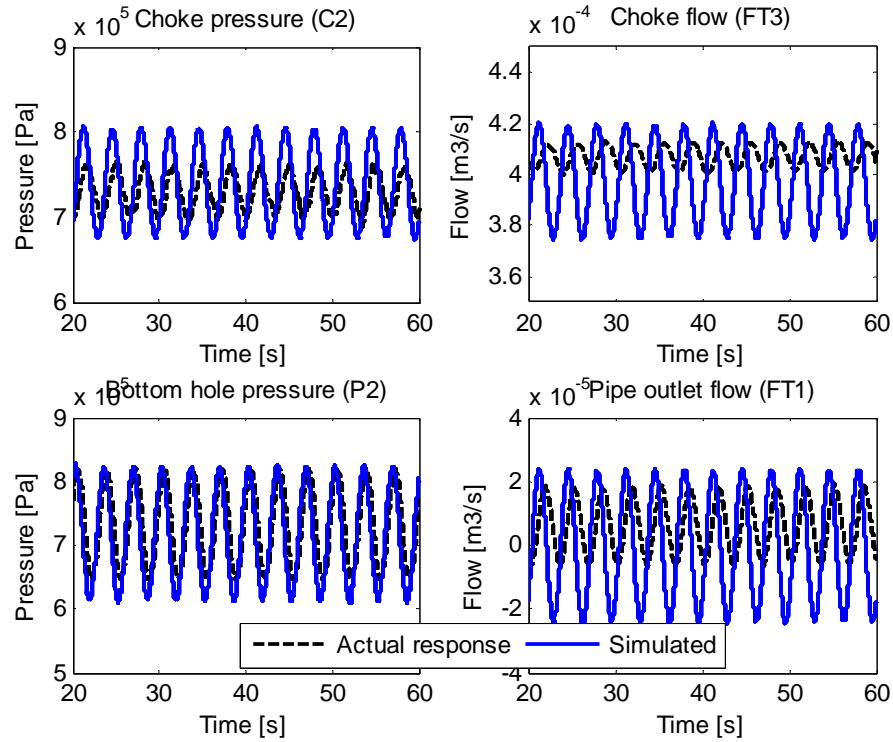 x 10^5 Choke pressure (C2)
9
8
7
6
Pressure [Pa]
20 30 40 50 60
Time [s]
x 10^-4 Choke flow (FT3)
4.4
4.2
4
3.8
3.6
Flow [m3/s]
20 30 40 50 60
Time [s]
x 10^5 Bottom hole pressure (P2)
9
8
7
6
5
Pressure [Pa]
20 30 40 50 60
Time [s]
x 10^-5 Pipe outlet flow (FT1)
4
2
0
-2
-4
Flow [m3/s]
20 30 40 50 60
Time [s]
Actual response Simulated